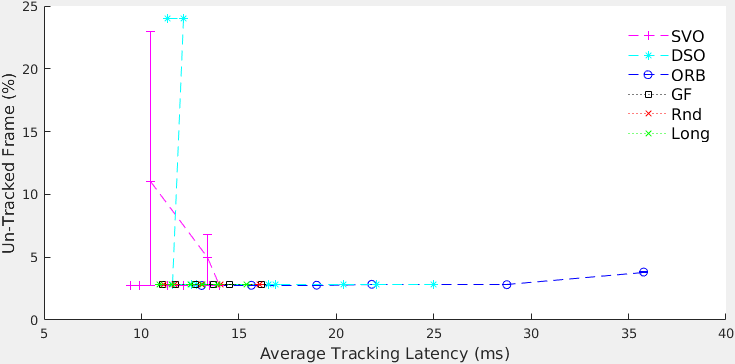 25
20
15
10
5
0
Un-Tracked Frame (%)
SVO
DSO
ORB
GF
Rnd
Long
5 10 15 20 25 30 35 40
Average Tracking Latency (ms)